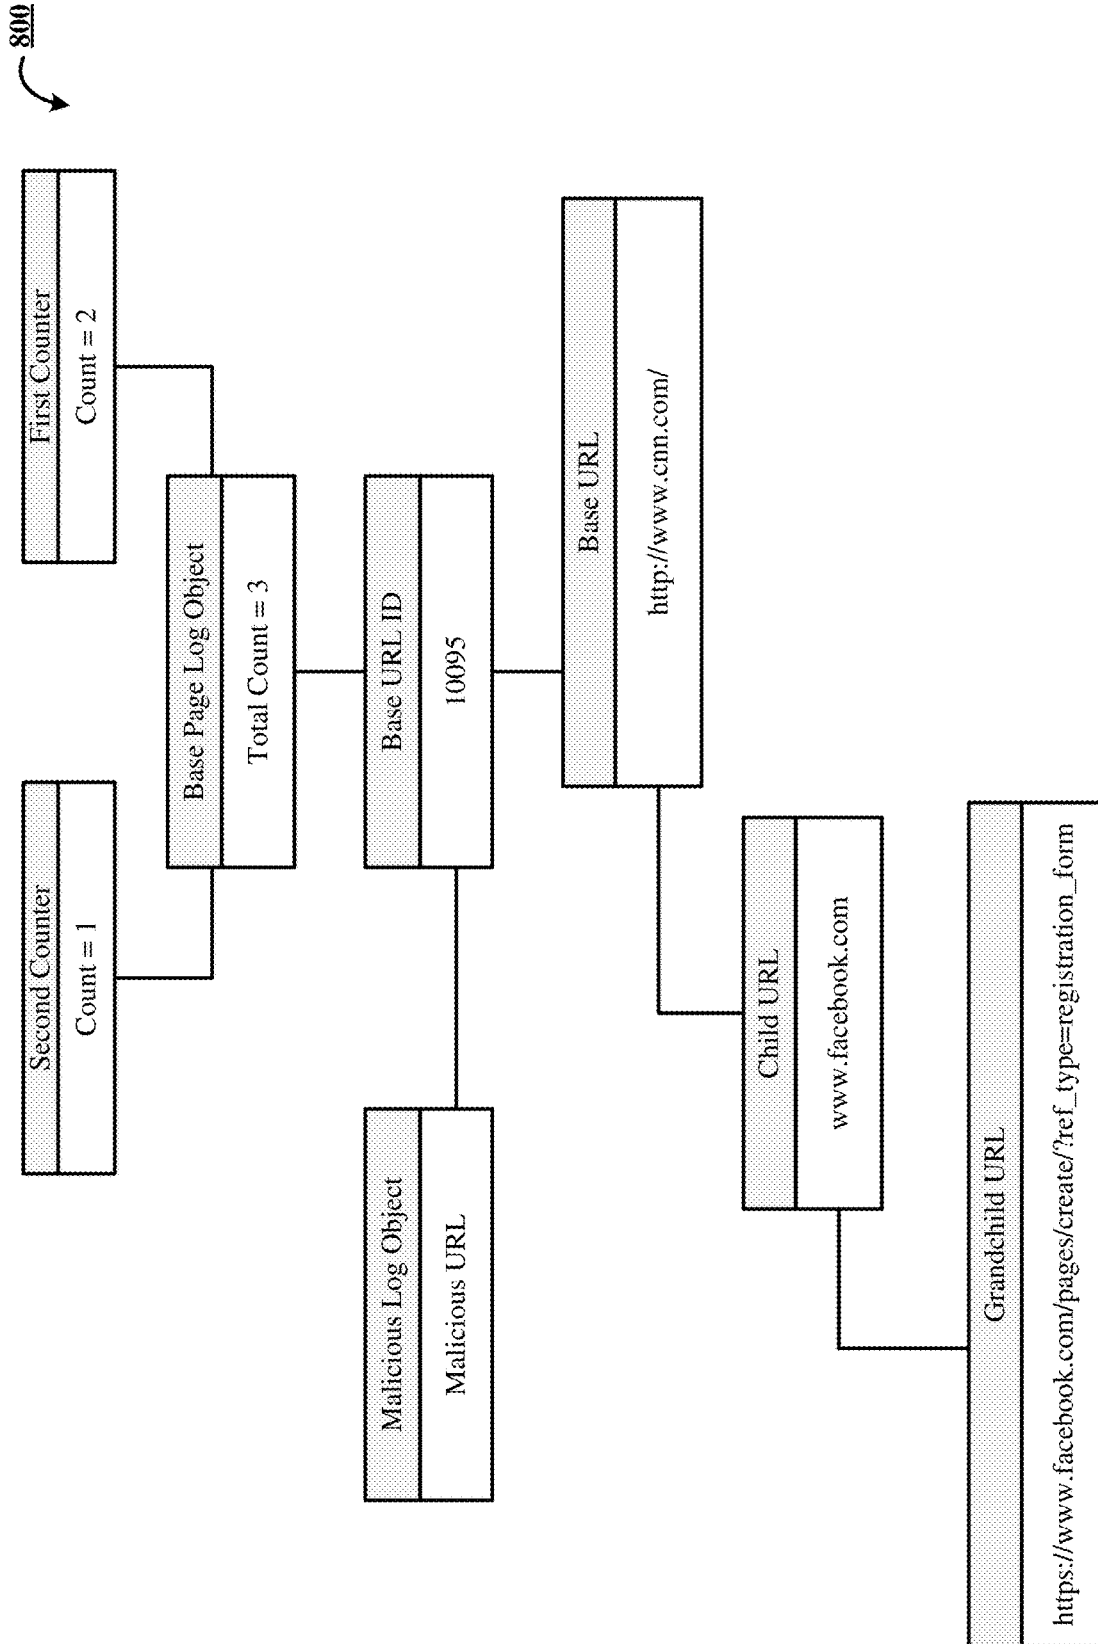 800
Second Counter
Count = 1
First Counter
Count = 2
Base Page Log Object
Total Count = 3
Malicious Log Object
Malicious URL
Base URL ID
10095
Base URL
http://www.cnn.com/
Child URL
www.facebook.com
Grandchild URL
https://www.facebook.com/pages/create/?ref_type=registration_form